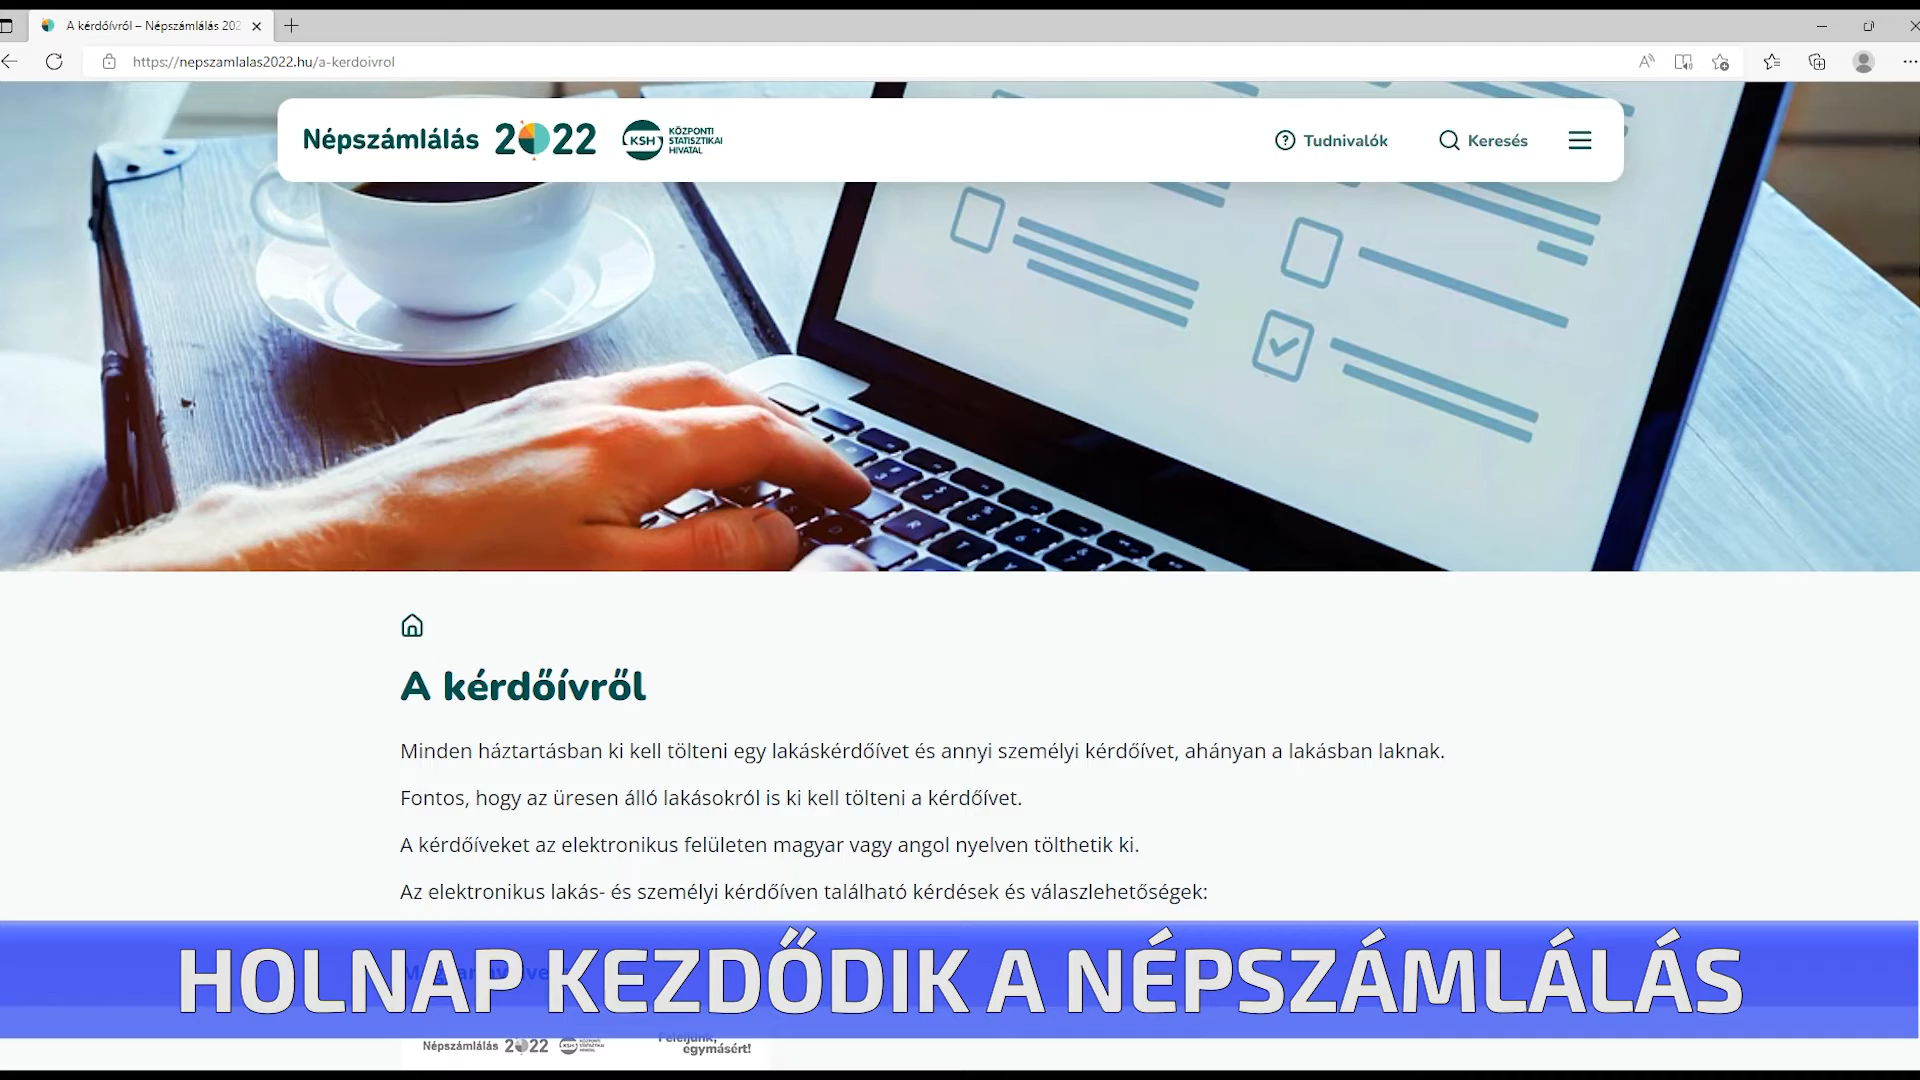 A kérdőívről – Népszámlálás 202
https://nepszamlalas2022.hu/a-kerdoivrol
Népszámlálás 2022 KSH KÖZPONTI STATISZTIKAI HIVATAL
Tudnivalók Keresés
A kérdőívről
Minden háztartásban ki kell tölteni egy lakáskérdőívet és annyi személyi kérdőívet, ahányan a lakásban laknak.
Fontos, hogy az üresen álló lakásokról is ki kell tölteni a kérdőívet.
A kérdőíveket az elektronikus felületen magyar vagy angol nyelven tölthetik ki.
Az elektronikus lakás- és személyi kérdőíven található kérdések és válaszlehetőségek:
HOLNAP KEZDŐDIK A NÉPSZÁMLÁLÁS
Népszámlálás 2022 KSH
Feleljünk,
egymásért!